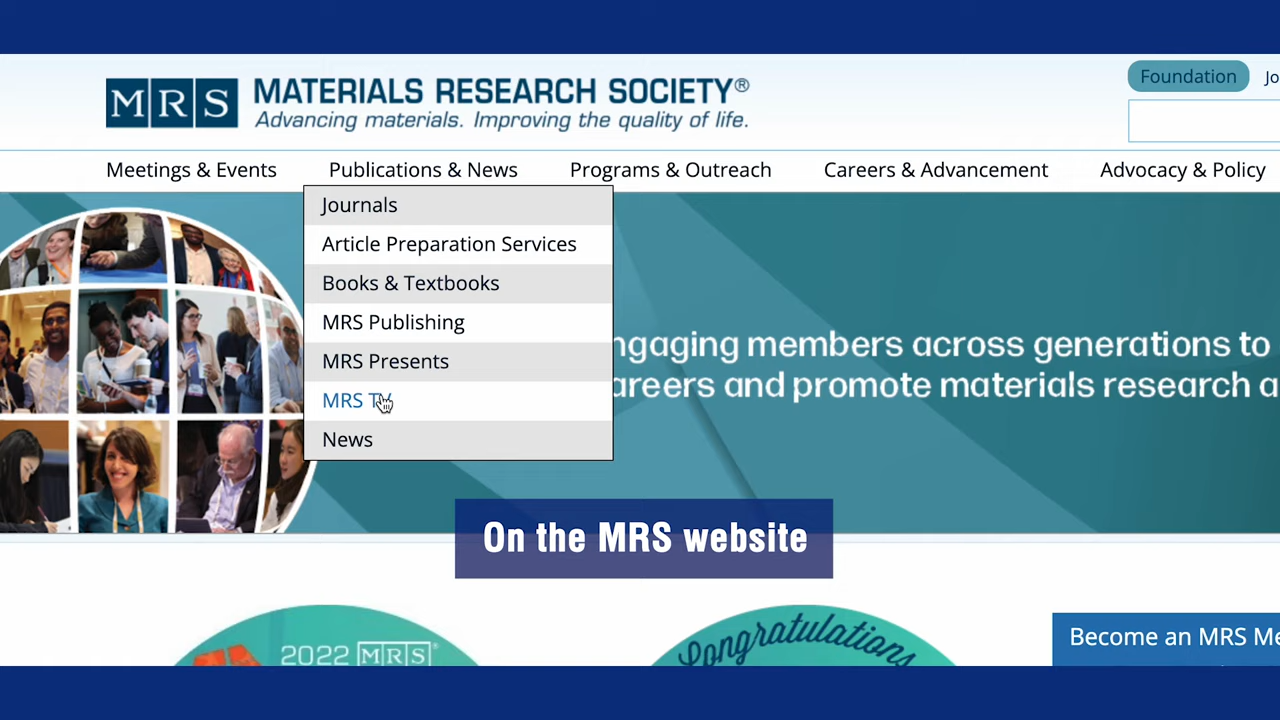 Foundation
MRS MATERIALS RESEARCH SOCIETY®
Advancing materials. Improving the quality of life.
Meetings & Events Publications & News Programs & Outreach Careers & Advancement Advocacy & Policy
Journals
Article Preparation Services
Books & Textbooks
MRS Publishing
MRS Presents
MRS
News
members across generations to
and promote materials research
On the MRS website
2022 MRS®
Congratulations
Become an MRS